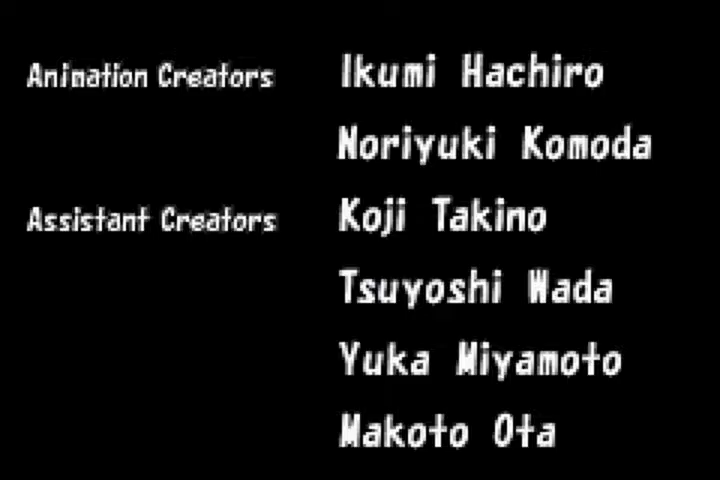 Animation Creators Ikumi Hachiro
Noriyuki Komoda
Assistant Creators Koji Takino
Tsuyoshi Wada
Yuka Miyamoto
Makoto Ota